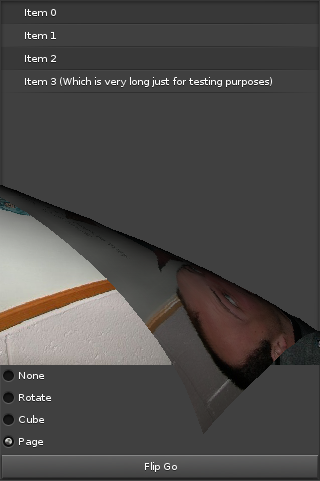 Item 0
Item 1
Item 2
Item 3 (Which is very long just for testing purposes)
None
Rotate
Cube
Page
Flip Go